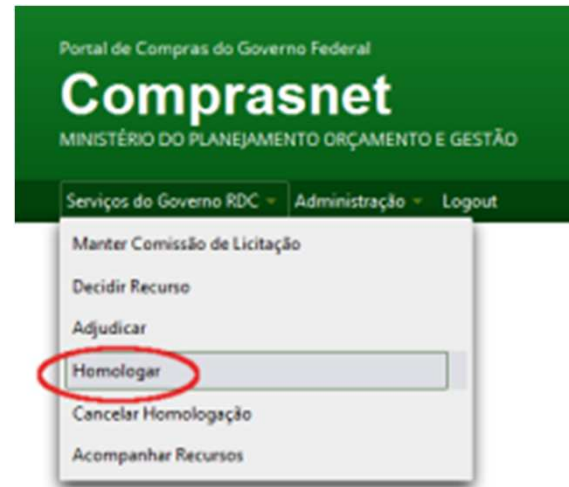 Portal de Compras do Governo Federal
Comprasnet
MINISTÉRIO DO PLANEJAMENTO ORÇAMENTO E GESTÃO
Serviços do Governo RDC Administração Logout
Manter Comissão de Licitação
Decidir Recurso
Adjudicar
Homologar
Cancelar Homologação
Acompanhar Recursos